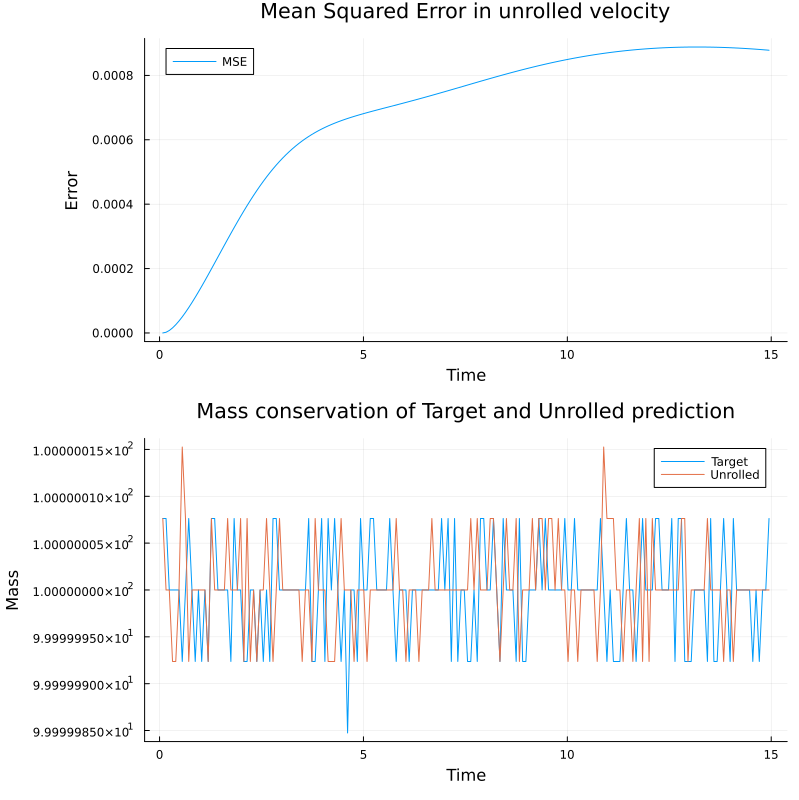 Mean Squared Error in unrolled velocity
MSE
0.0008
0.0006
0.0004
0.0002
0.0000
Error
0 5 10 15
Time
Mass conservation of Target and Unrolled prediction
Target
Unrolled
1.00000015×10²
1.00000010×10²
1.00000005×10²
1.00000000×10²
9.99999950×10¹
9.99999900×10¹
9.99999850×10¹
Mass
0 5 10 15
Time